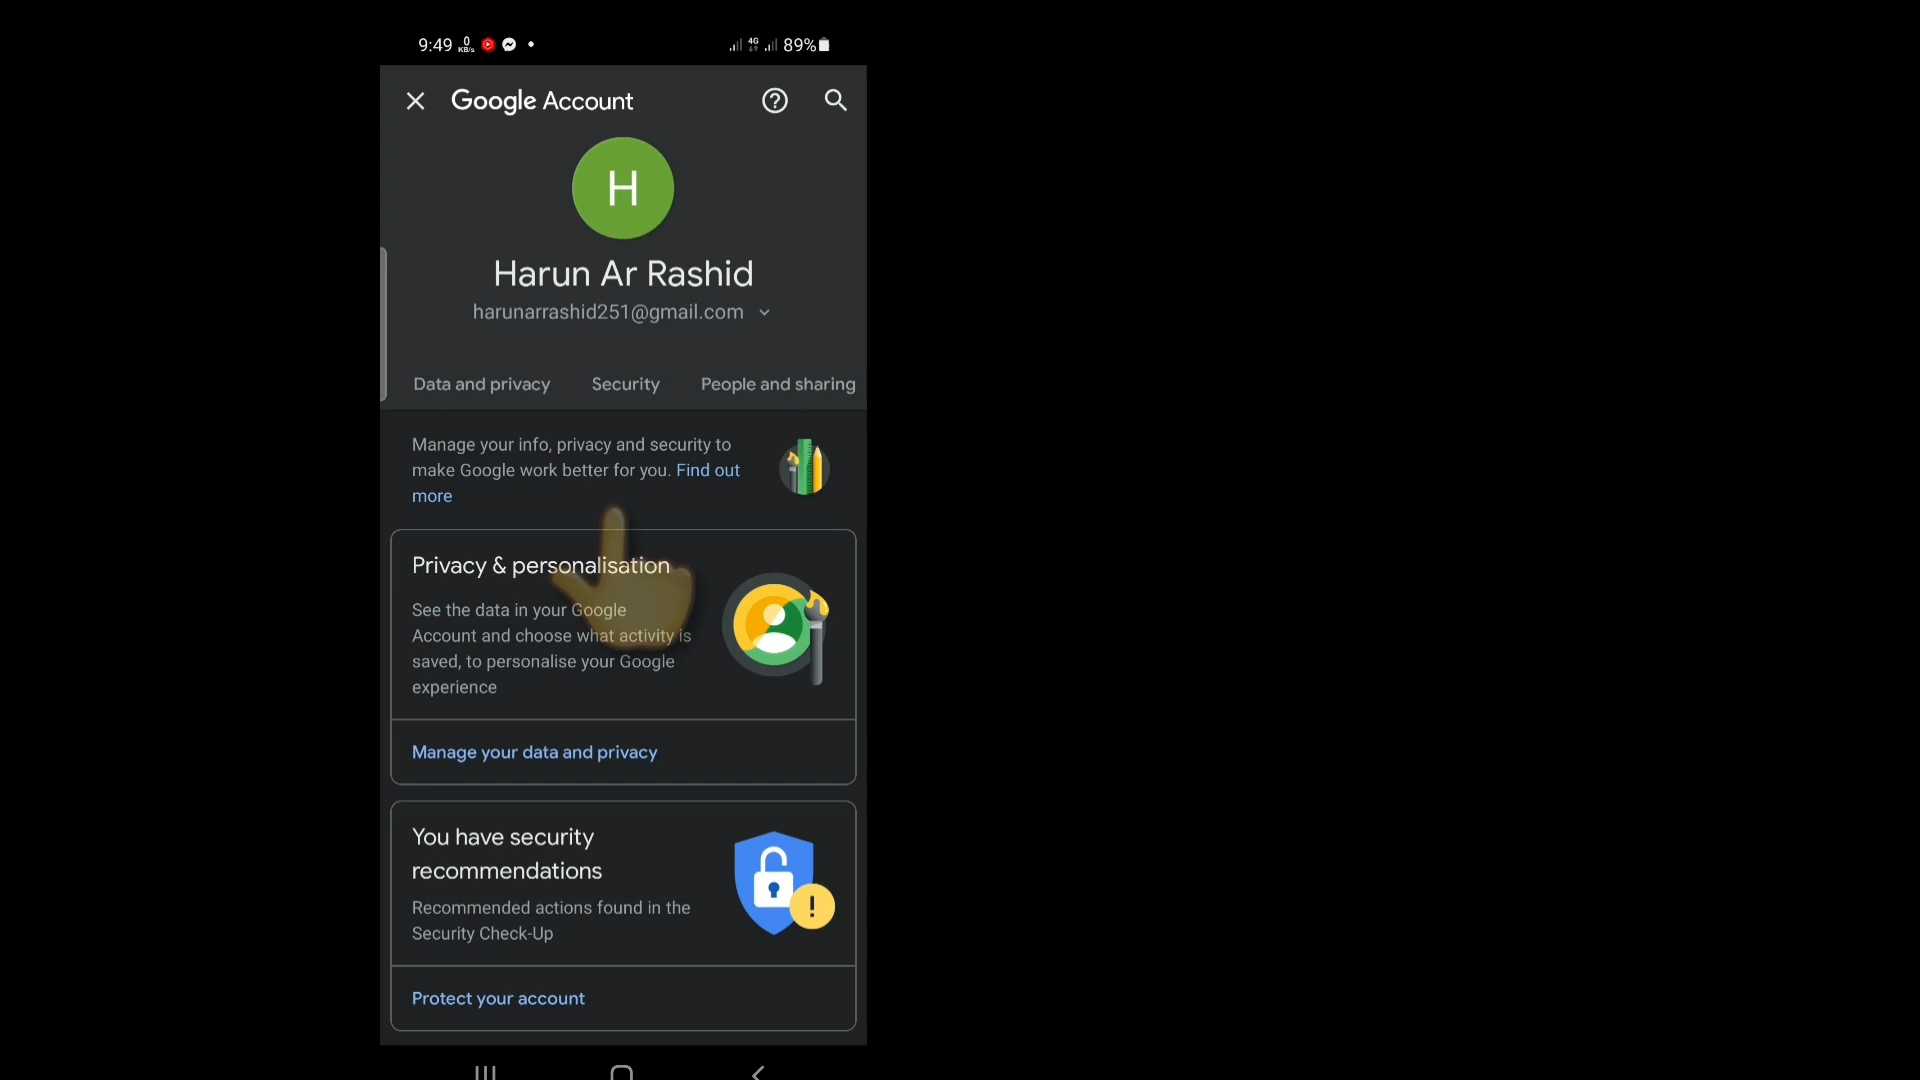 9:49 0 KB/s 4G 89%
Google Account
H
Harun Ar Rashid
harunarrashid251@gmail.com
Data and privacy Security People and sharing
Manage your info, privacy and security to
make Google work better for you. Find out
more
Privacy & personalisation
See the data in your Google
Account and choose what activity is
saved, to personalise your Google
experience
Manage your data and privacy
You have security
recommendations
Recommended actions found in the
Security Check-Up
Protect your account